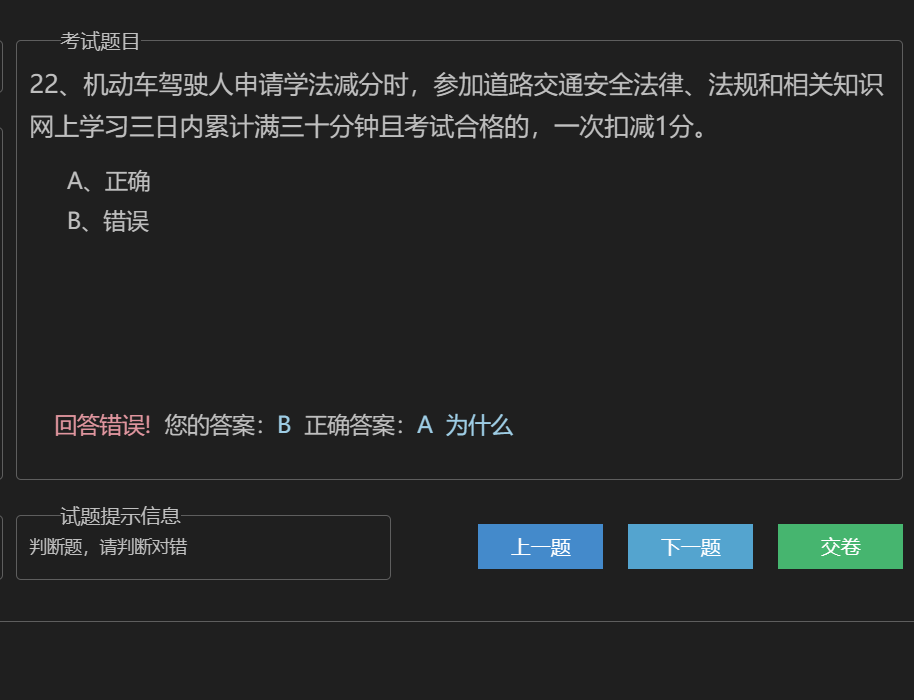 考试题目
22、机动车驾驶人申请学法减分时，参加道路交通安全法律、法规和相关知识
网上学习三日内累计满三十分钟且考试合格的，一次扣减1分。
A、正确
B、错误
回答错误! 您的答案：B 正确答案：A 为什么
试题提示信息
判断题，请判断对错
上一题 下一题 交卷